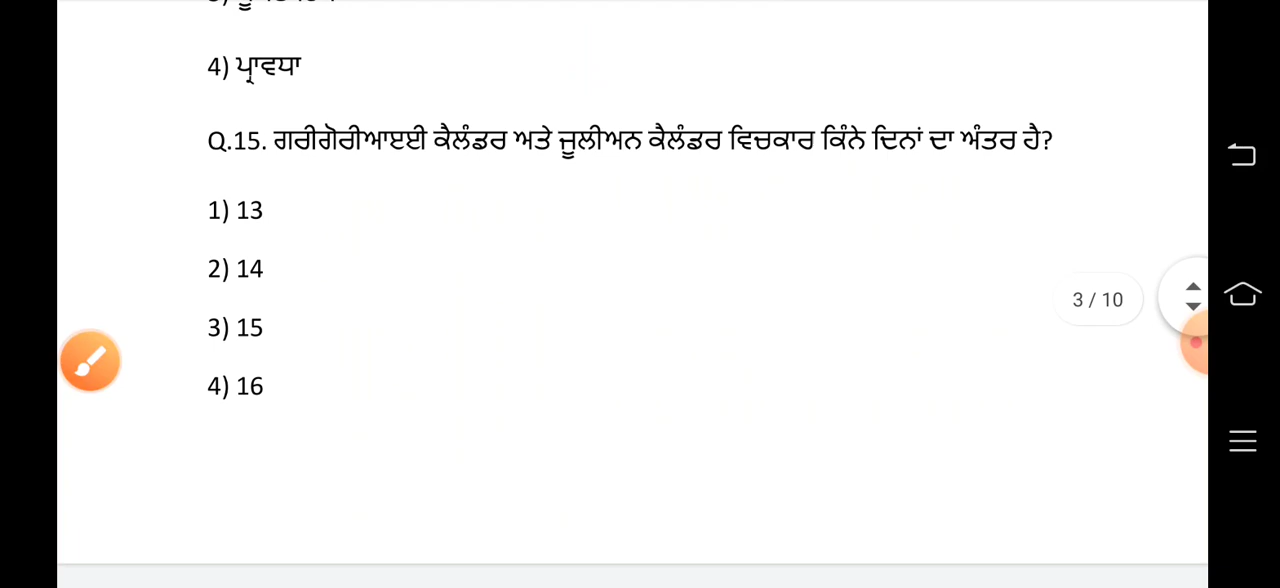 4) ਪ੍ਰਾਵਧਾ
Q.15. ਗਰੀਗੋਰੀਆਏਈ ਕੈਲੰਡਰ ਅਤੇ ਜੂਲੀਅਨ ਕੈਲੰਡਰ ਵਿਚਕਾਰ ਕਿੰਨੇ ਦਿਨਾਂ ਦਾ ਅੰਤਰ ਹੈ?
1) 13
2) 14
3) 15
4) 16
3 / 10